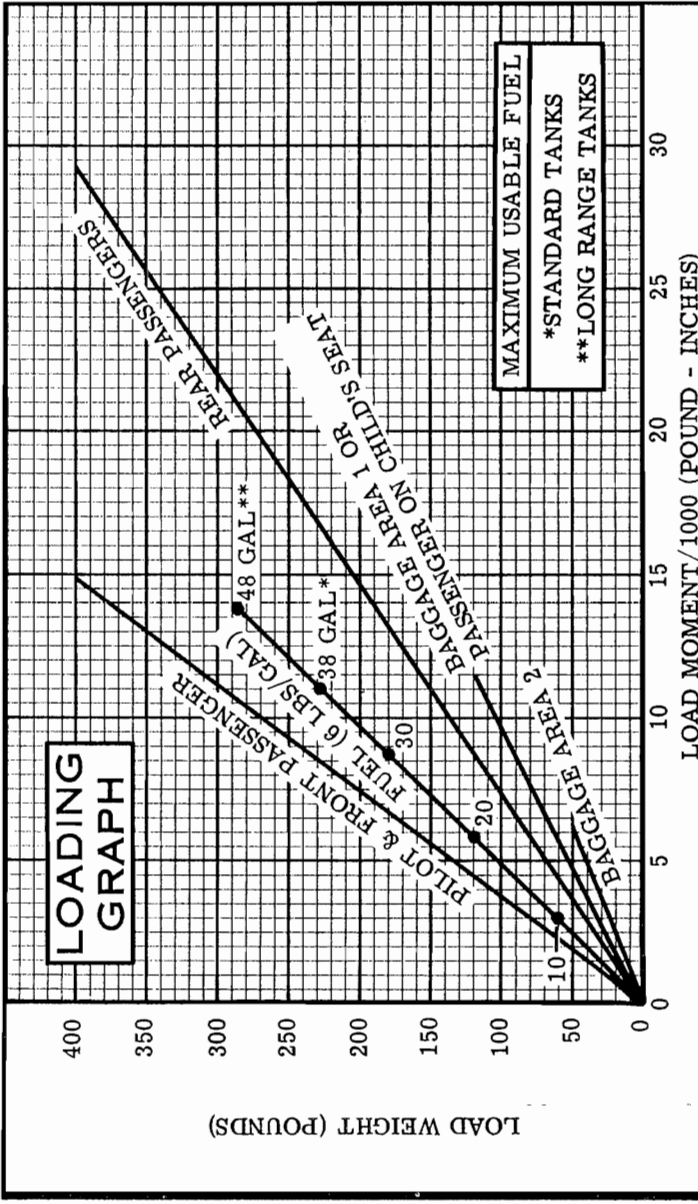 LOADING
GRAPH
LOAD WEIGHT (POUNDS)
400
350
300
250
200
150
100
50
0
PILOT & FRONT PASSENGER
FUEL (6 LBS/GAL)
10
20
30
38 GAL*
48 GAL**
REAR PASSENGERS
BAGGAGE AREA 1 OR
PASSENGER ON CHILD'S SEAT
BAGGAGE AREA 2
MAXIMUM USABLE FUEL
*STANDARD TANKS
**LONG RANGE TANKS
0
5
10
15
20
25
30
LOAD MOMENT/1000 (POUND - INCHES)